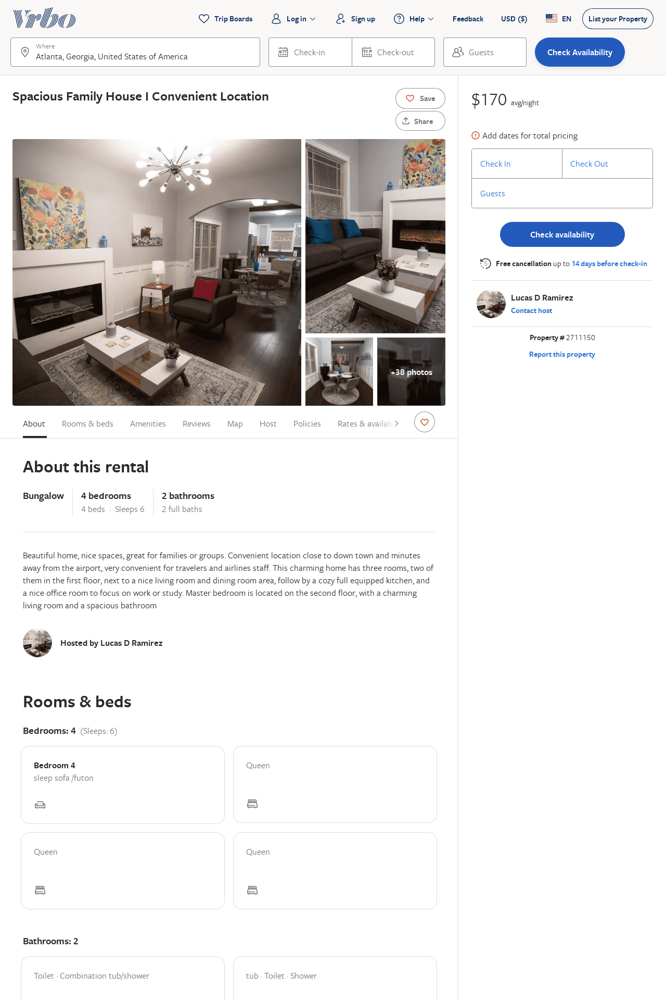 Vrbo
Trip Boards
Log in
Sign up
Help
Feedback
USD ($)
EN
List your Property
Where
Atlanta, Georgia, United States of America
Check-in
Check-out
Guests
Check Availability
Spacious Family House I Convenient Location
Save
Share
+38 photos
$170 avg/night
Add dates for total pricing
Check In
Check Out
Guests
Check availability
Free cancellation up to 14 days before check-in
Lucas D Ramirez
Contact host
Property # 2711150
Report this property
About
Rooms & beds
Amenities
Reviews
Map
Host
Policies
Rates & availabi
About this rental
Bungalow
4 bedrooms
4 beds · Sleeps 6
2 bathrooms
2 full baths
Beautiful home, nice spaces, great for families or groups. Convenient location close to down town and minutes
away from the airport, very convenient for travelers and airlines staff. This charming home has three rooms, two of
them in the first floor, next to a nice living room and dining room area, follow by a cozy full equipped kitchen, and
a nice office room to focus on work or study. Master bedroom is located on the second floor, with a charming
living room and a spacious bathroom
Hosted by Lucas D Ramirez
Rooms & beds
Bedrooms: 4 (Sleeps: 6)
Bedroom 4
sleep sofa /futon
Queen
Queen
Queen
Bathrooms: 2
Toilet · Combination tub/shower
tub · Toilet · Shower